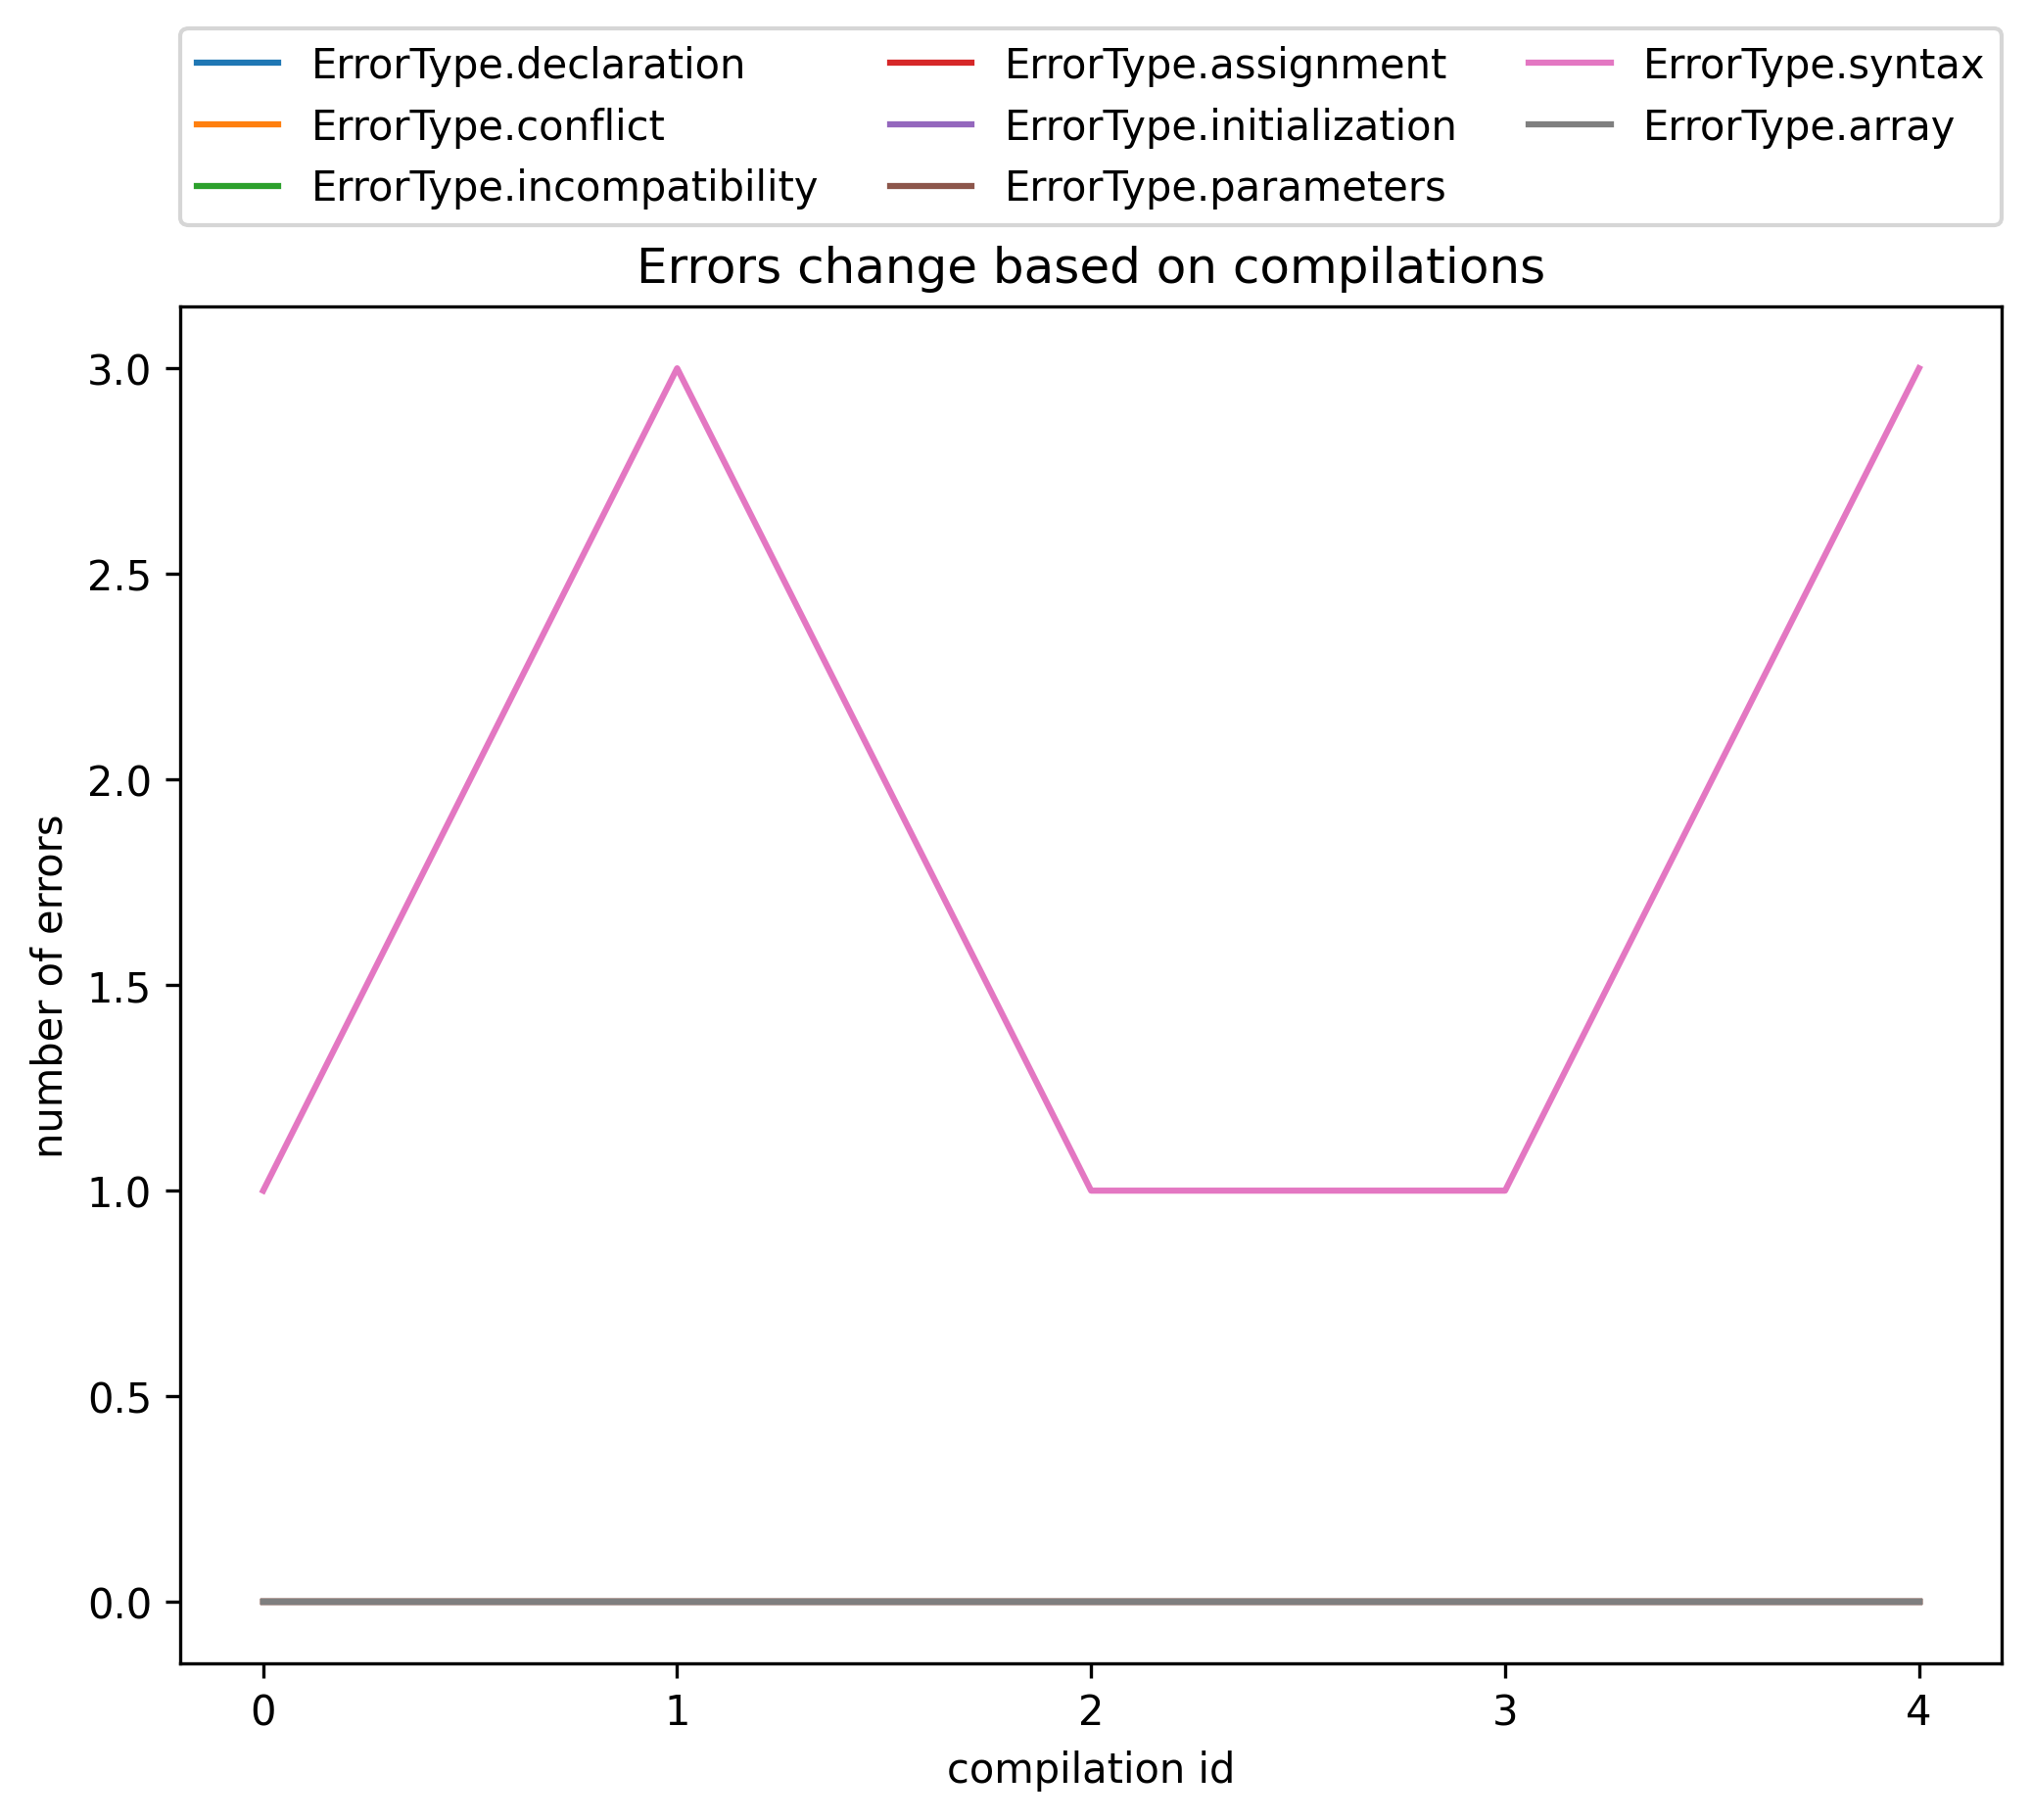 ErrorType.declaration
ErrorType.conflict
ErrorType.incompatibility
ErrorType.assignment
ErrorType.initialization
ErrorType.parameters
ErrorType.syntax
ErrorType.array
Errors change based on compilations
3.0
2.5
2.0
1.5
1.0
0.5
0.0
number of errors
0 1 2 3 4
compilation id